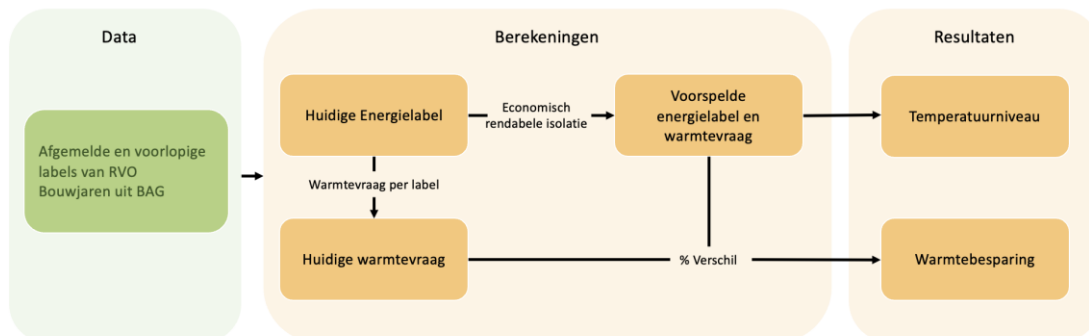 Data
Berekeningen
Resultaten
Afgemelde en voorlopige
labels van RVO
Bouwjaren uit BAG
Huidige Energielabel
Economisch
rendabele isolatie
Voorspelde
energielabel en
warmtevraag
Temperatuurniveau
Warmtevraag per label
Huidige warmtevraag
% Verschil
Warmtebesparing